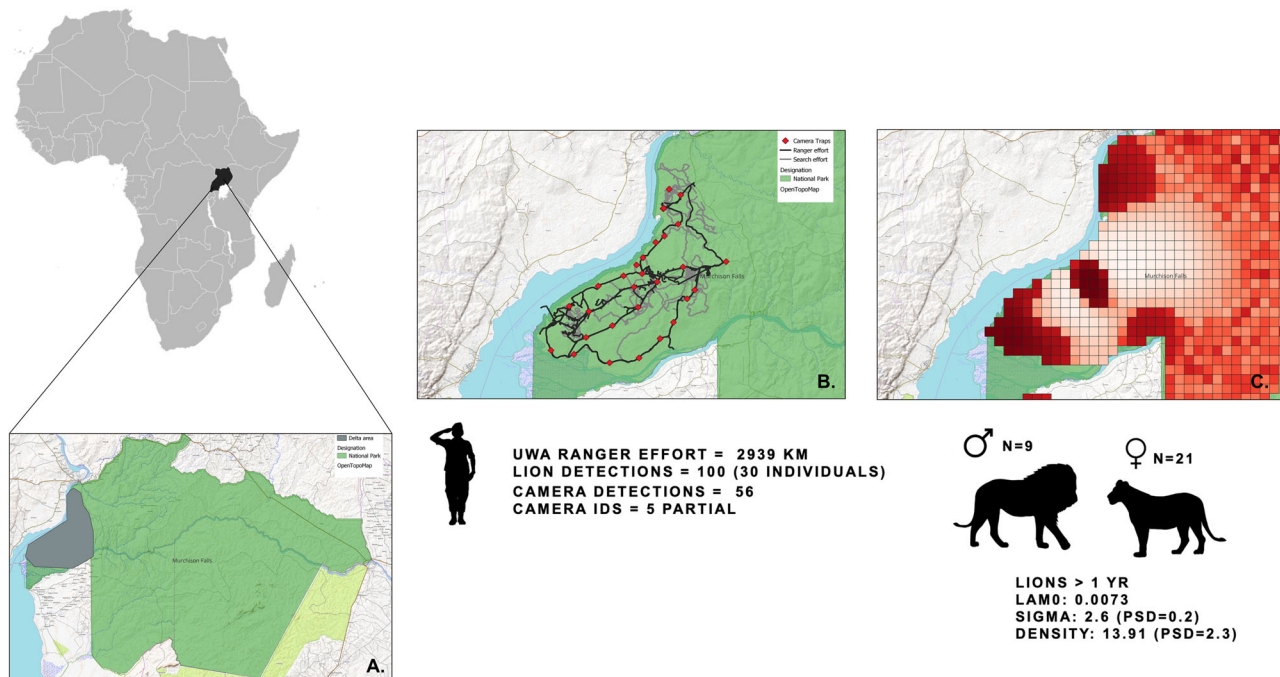 Camera Traps
Ranger effort
Search effort
Designation
National Park
OpenTopoMap
Murchison Falls
B.
Murchison Falls
C.
UWA RANGER EFFORT = 2939 KM
LION DETECTIONS = 100 (30 INDIVIDUALS)
CAMERA DETECTIONS = 56
CAMERA IDS = 5 PARTIAL
♂ N=9
♀ N=21
LIONS > 1 YR
LAM0: 0.0073
SIGMA: 2.6 (PSD=0.2)
DENSITY: 13.91 (PSD=2.3)
Delta area
Designation
National Park
OpenTopoMap
Murchison Falls
A.